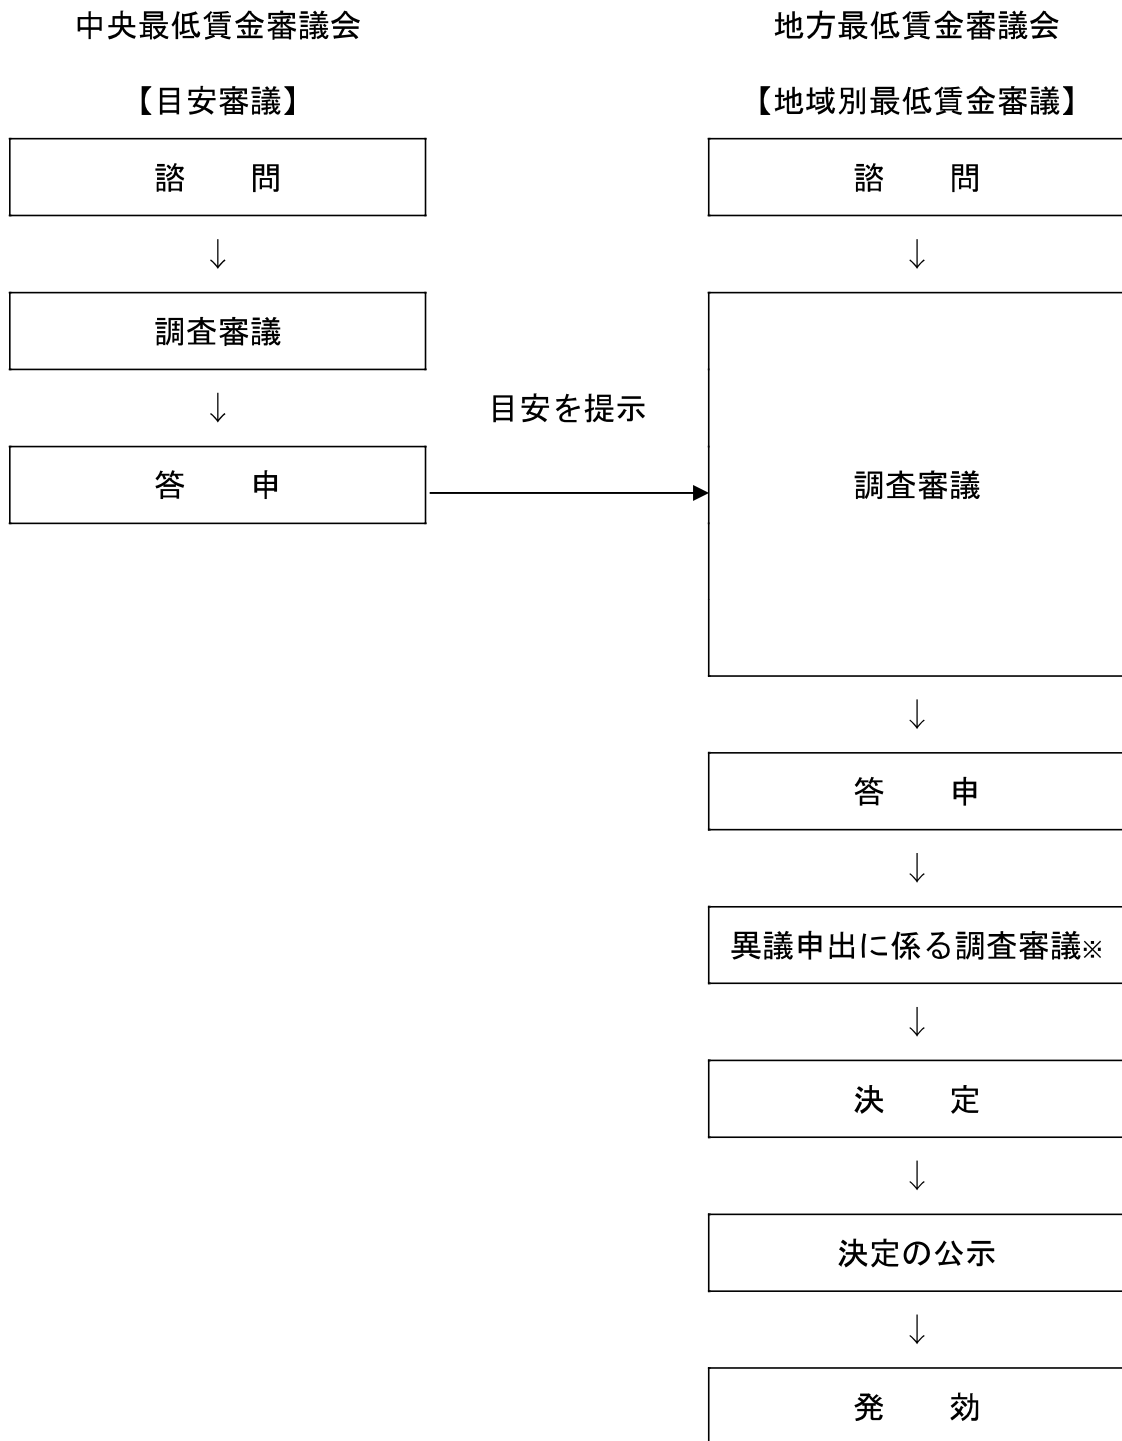 中央最低賃金審議会
【目安審議】
諮　　問
↓
調査審議
↓
答　　申
目安を提示
地方最低賃金審議会
【地域別最低賃金審議】
諮　　問
↓
調査審議
↓
答　　申
↓
異議申出に係る調査審議※
↓
決　　定
↓
決定の公示
↓
発　　効